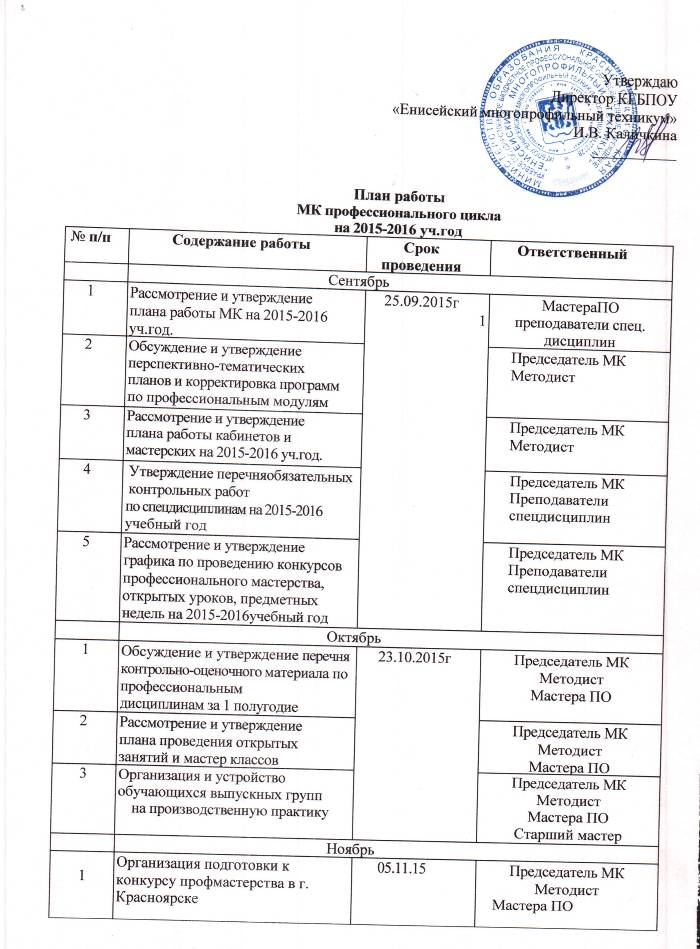 Утверждаю
Директор КГБПОУ
«Енисейский многопрофильный техникум»
И.В. Каличкина
План работы
МК профессионального цикла
на 2015-2016 уч.год
№ п/п Содержание работы Срок проведения Ответственный
Сентябрь
1 Рассмотрение и утверждение 25.09.2015г МастераПО
плана работы МК на 2015-2016 1 преподаватели спец.
уч.год. дисциплин
2 Обсуждение и утверждение Председатель МК
перспективно-тематических Методист
планов и корректировка программ
по профессиональным модулям
3 Рассмотрение и утверждение Председатель МК
плана работы кабинетов и Методист
мастерских на 2015-2016 уч.год.
4 Утверждение перечняобязательных Председатель МК
контрольных работ Преподаватели
по спецдисциплинам на 2015-2016 спецдисциплин
учебный год
5 Рассмотрение и утверждение Председатель МК
графика по проведению конкурсов Преподаватели
профессионального мастерства, спецдисциплин
открытых уроков, предметных
недель на 2015-2016учебный год
Октябрь
1 Обсуждение и утверждение перечня 23.10.2015г Председатель МК
контрольно-оценочного материала по Методист
профессиональным Мастера ПО
дисциплинам за 1 полугодие
2 Рассмотрение и утверждение Председатель МК
плана проведения открытых Методист
занятий и мастер классов Мастера ПО
3 Организация и устройство Председатель МК
обучающихся выпускных групп Методист
на производственную практику Мастера ПО
Старший мастер
Ноябрь
1 Организация подготовки к 05.11.15 Председатель МК
конкурсу профмастерства в г. Методист
Красноярске Мастера ПО